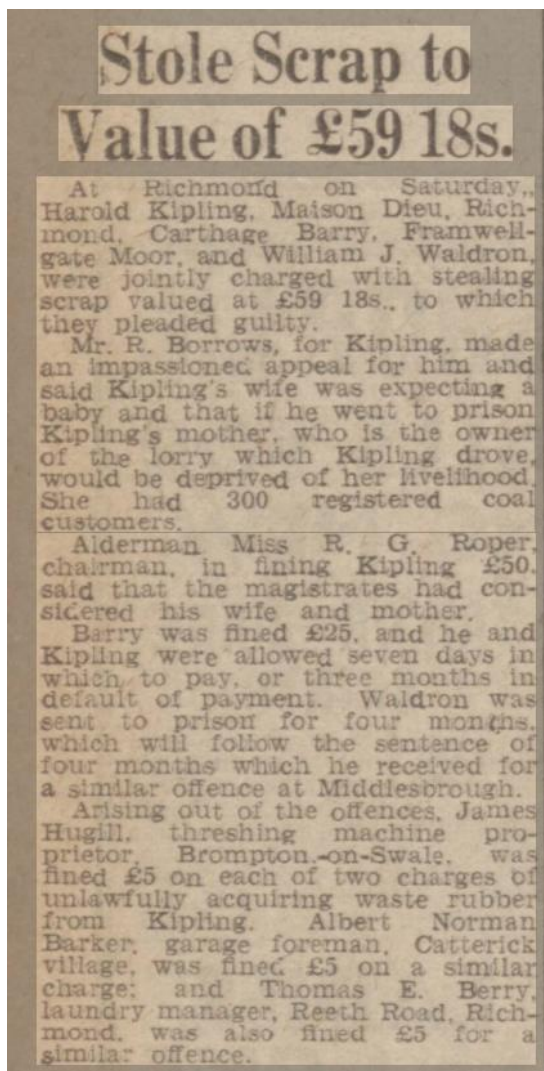 Stole Scrap to
Value of £59 18s.
At Richmond on Saturday,
Harold Kipling, Maison Dieu, Rich-
mond, Carthage Barry, Framwell-
gate Moor, and William J. Waldron,
were jointly charged with stealing
scrap valued at £59 18s., to which
they pleaded guilty.
Mr. R. Borrows, for Kipling, made
an impassioned appeal for him and
said Kipling's wife was expecting a
baby and that if he went to prison
Kipling's mother, who is the owner
of the lorry which Kipling drove,
would be deprived of her livelihood.
She had 300 registered coal
customers.
Alderman Miss R. G. Roper,
chairman, in fining Kipling £50,
said that the magistrates had con-
sidered his wife and mother.
Barry was fined £25, and he and
Kipling were allowed seven days in
which to pay, or three months in
default of payment. Waldron was
sent to prison for four months,
which will follow the sentence of
four months which he received for
a similar offence at Middlesbrough.
Arising out of the offences, James
Hugill, threshing machine pro-
prietor, Brompton-on-Swale, was
fined £5 on each of two charges of
unlawfully acquiring waste rubber
from Kipling. Albert Norman
Barker, garage foreman, Catterick
village, was fined £5 on a similar
charge; and Thomas E. Berry,
laundry manager, Reeth Road, Rich-
mond, was also fined £5 for a
similar offence.